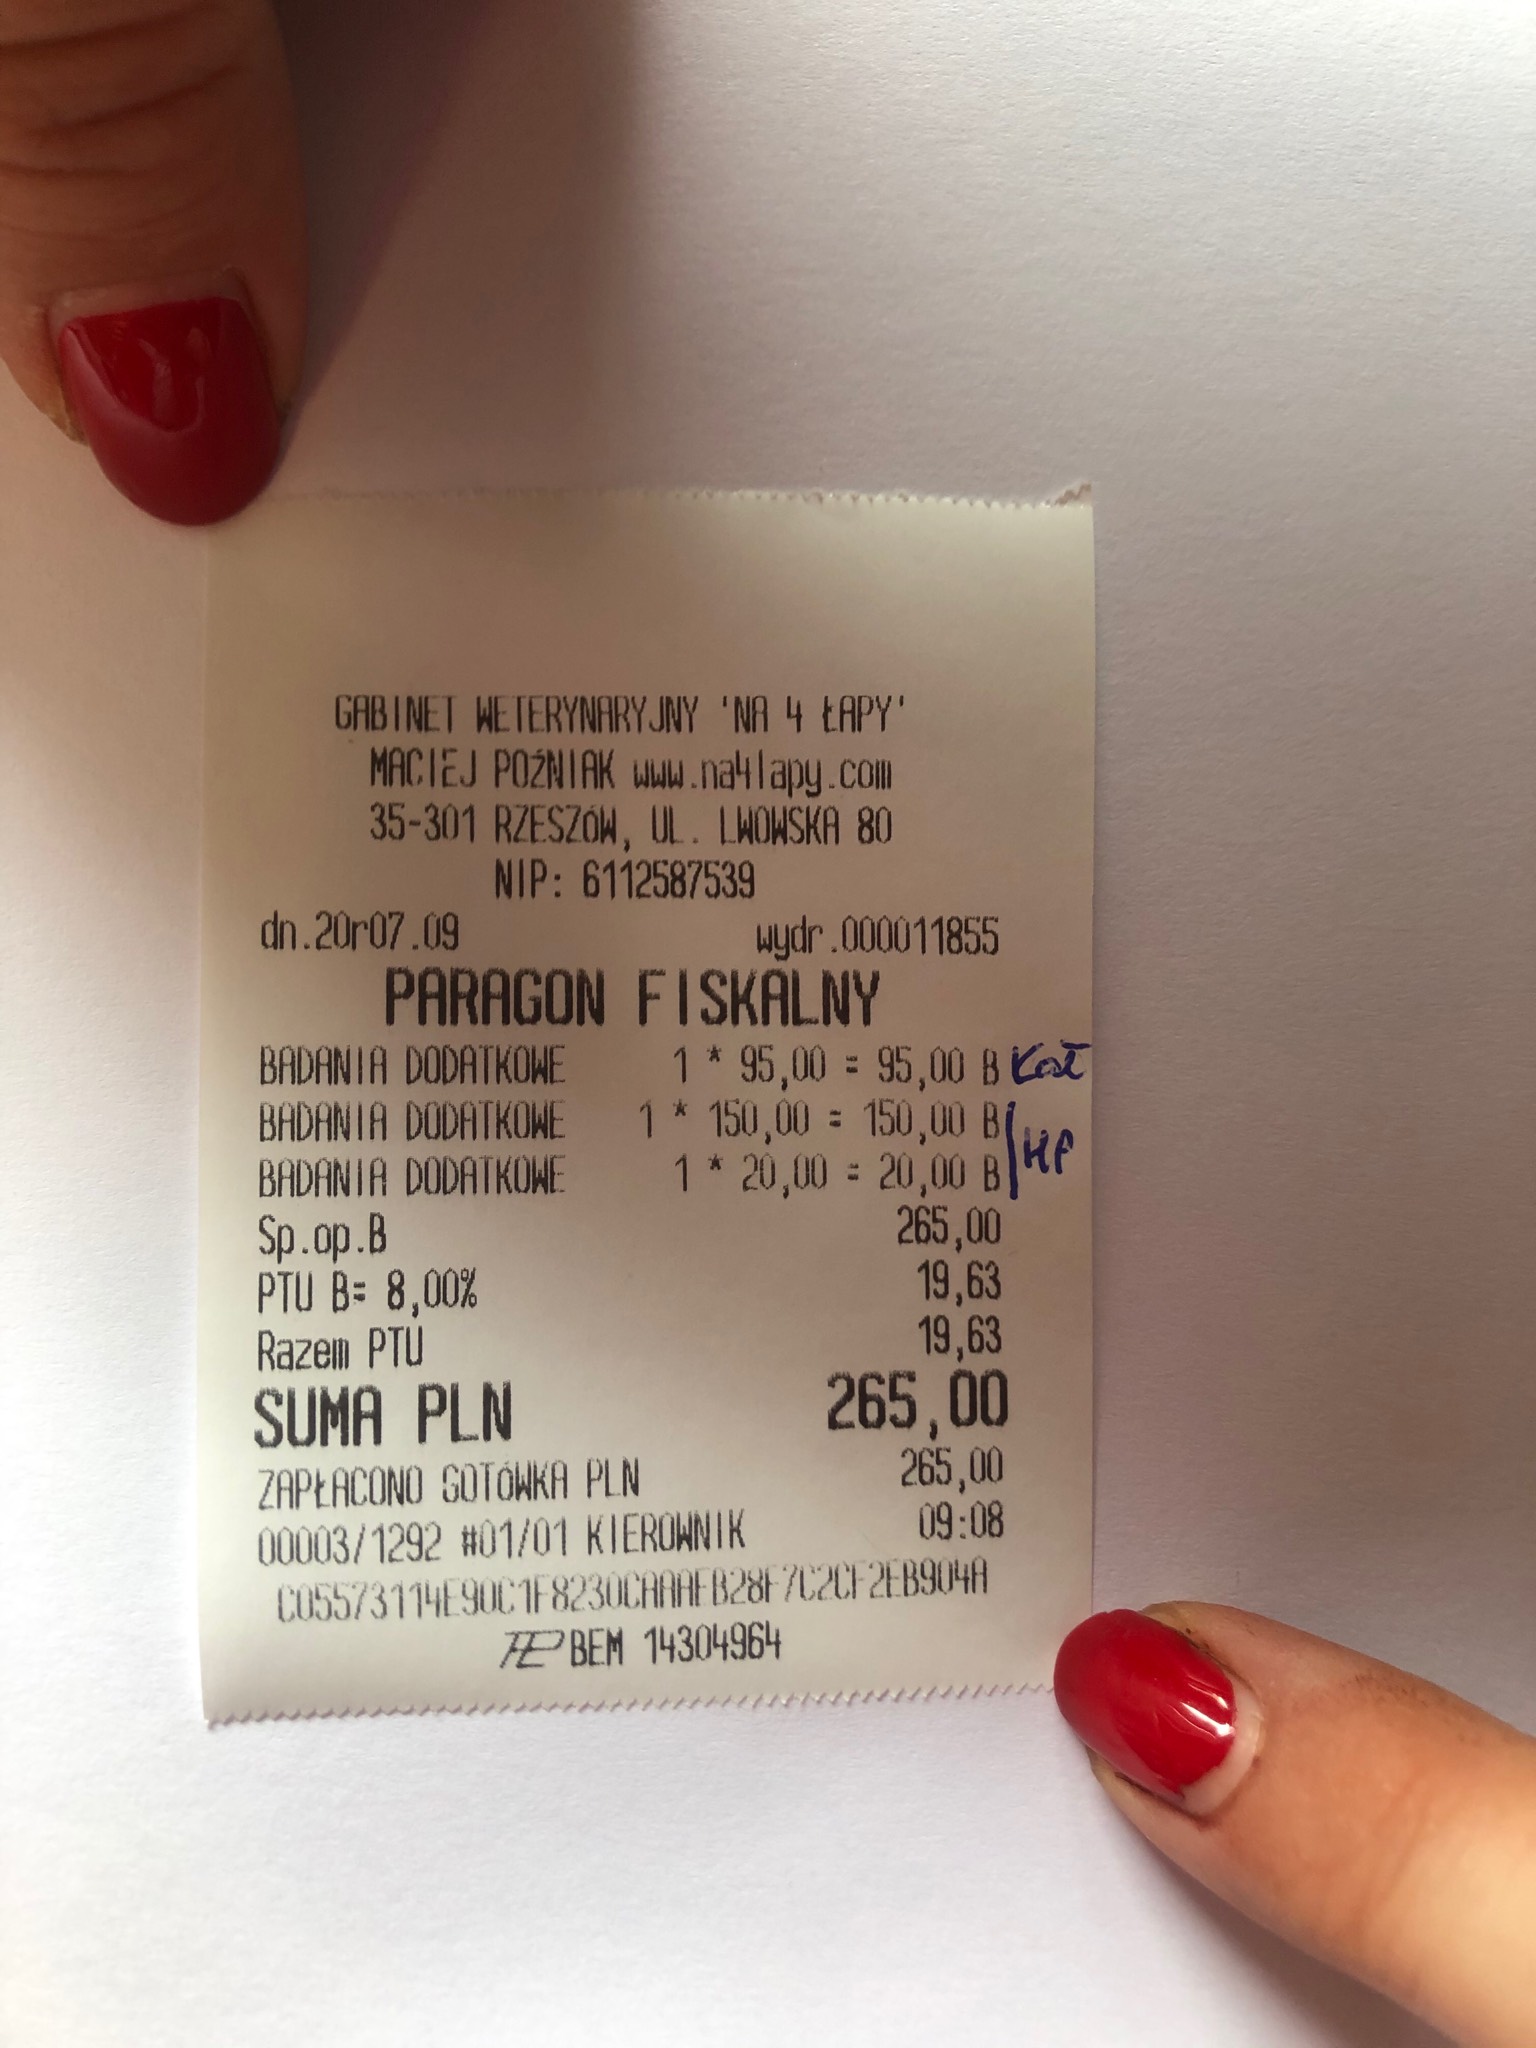 GABINET WETERYNARYJNY 'NA 4 ŁAPY'
MACIEJ POŹNIAK www.na4lapy.com
35-301 RZESZÓW, UL. LWOWSKA 80
NIP: 6112587539
dn.20r07.09 wydr.000011855
PARAGON FISKALNY
BADANIA DODATKOWE 1 * 95,00 = 95,00 B
BADANIA DODATKOWE 1 * 150,00 = 150,00 B
BADANIA DODATKOWE 1 * 20,00 = 20,00 B HP
Sp.op.B 265,00
PTU B= 8,00% 19,63
Razem PTU 19,63
SUMA PLN 265,00
ZAPŁACONO GOTÓWKA PLN 265,00
00003/1292 #01/01 KIEROWNIK 09:08
C05573114E90C1F8230CAAAEB28F7C2CF2EB904A
BEM 14304964